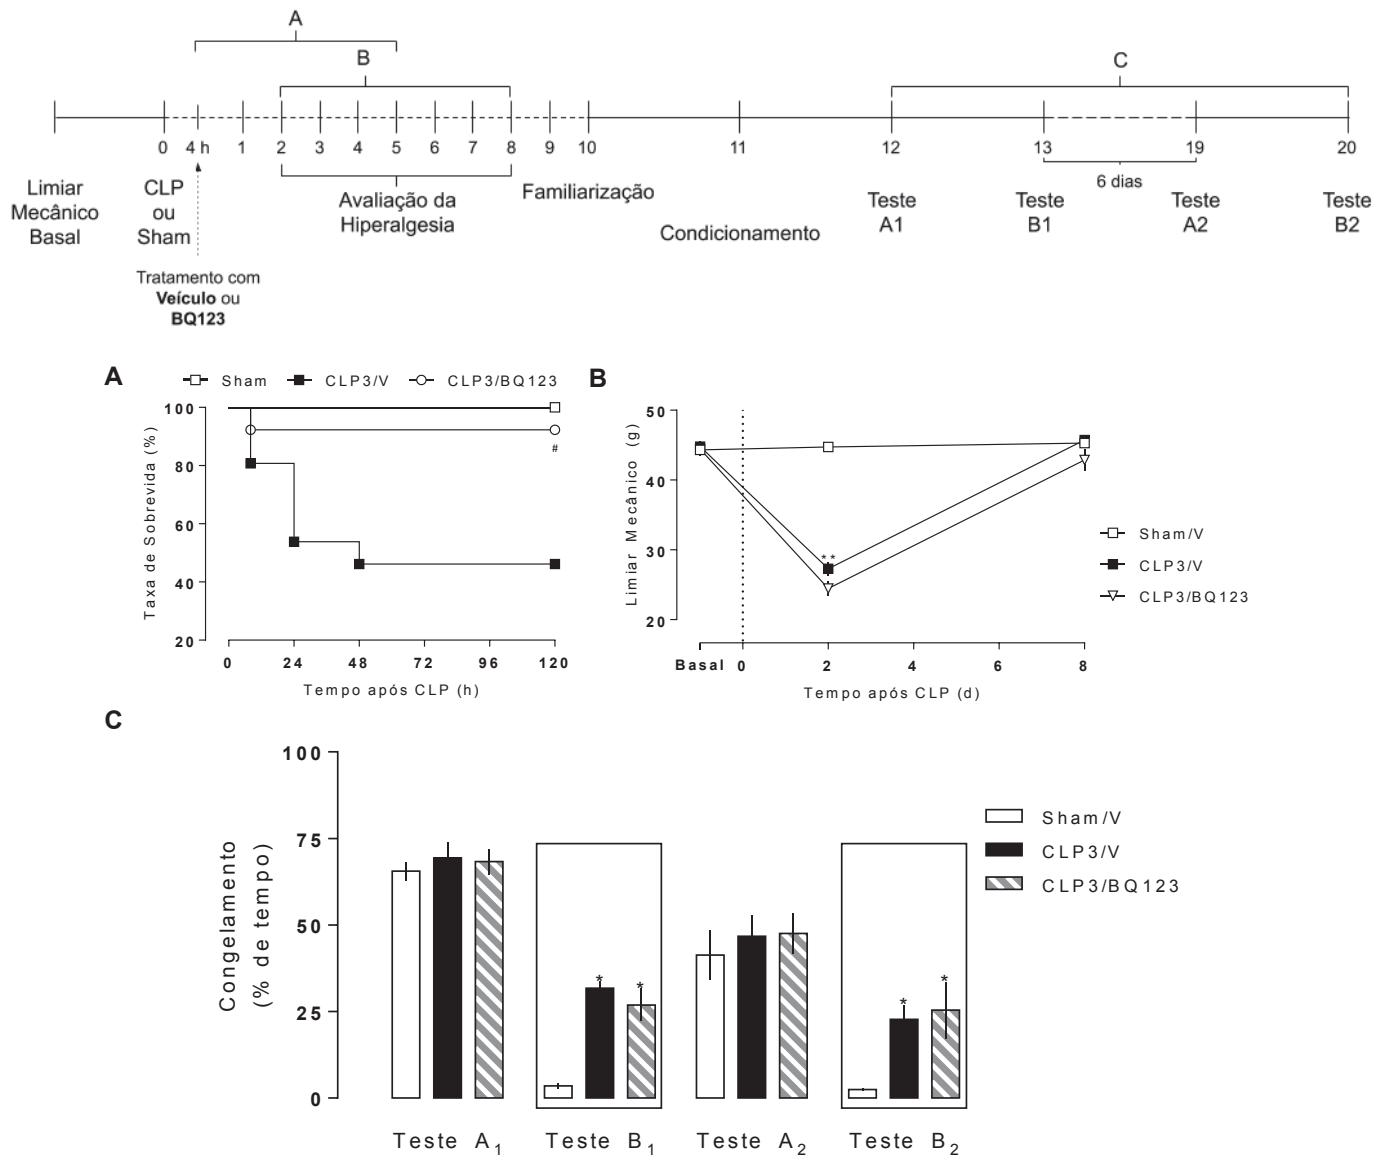 A
B
C
0 4 h 1 2 3 4 5 6 7 8 9 10 11 12 13 19 20
6 dias
Limiar
Mecânico
Basal
CLP
ou
Sham
Avaliação da
Hiperalgesia
Familiarização
Condicionamento
Teste
A1
Teste
B1
Teste
A2
Teste
B2
Tratamento com
Veículo ou
BQ123
A
Sham CLP3/V CLP3/BQ123
Taxa de Sobrevida (%)
100
80
60
40
20
#
0 24 48 72 96 120
Tempo após CLP (h)
B
Limiar Mecânico (g)
50
40
30
20
**
Basal 0 2 4 6 8
Tempo após CLP (d)
Sham/V
CLP3/V
CLP3/BQ123
C
Congelamento
(% de tempo)
100
75
50
25
0
* *
* *
Teste A1 Teste B1 Teste A2 Teste B2
Sham/V
CLP3/V
CLP3/BQ123